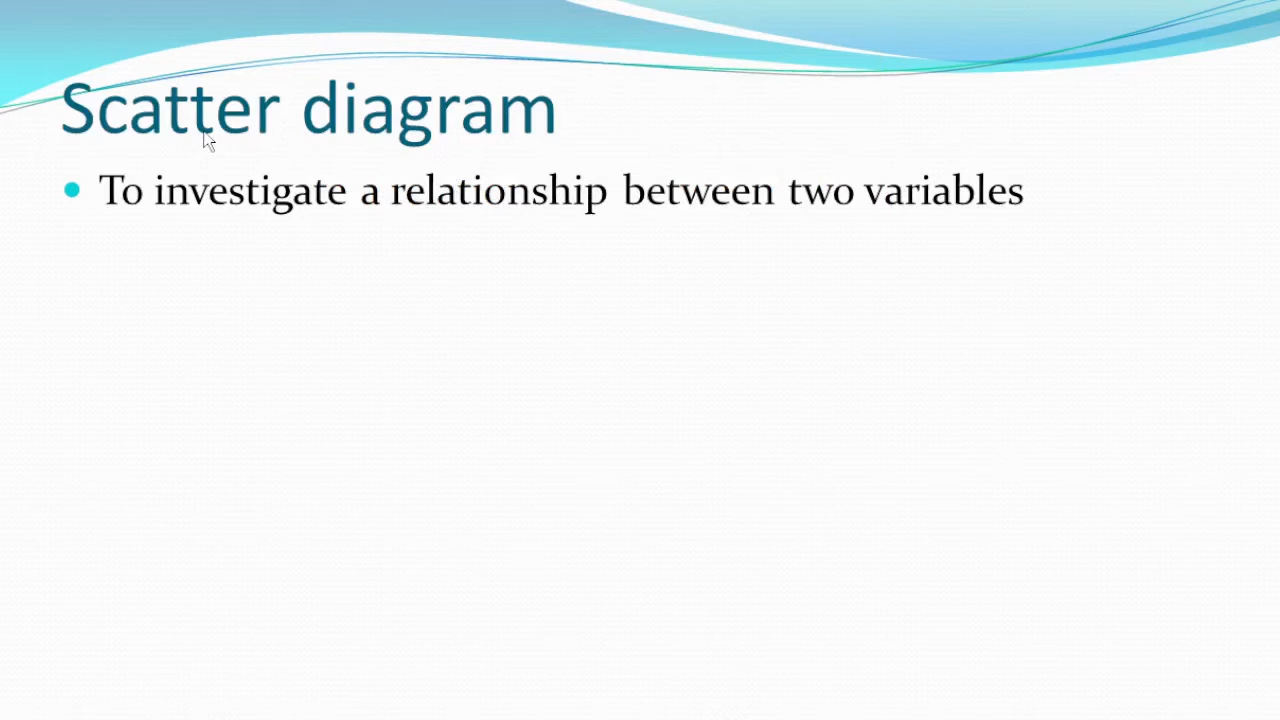 Scatter diagram
To investigate a relationship between two variables